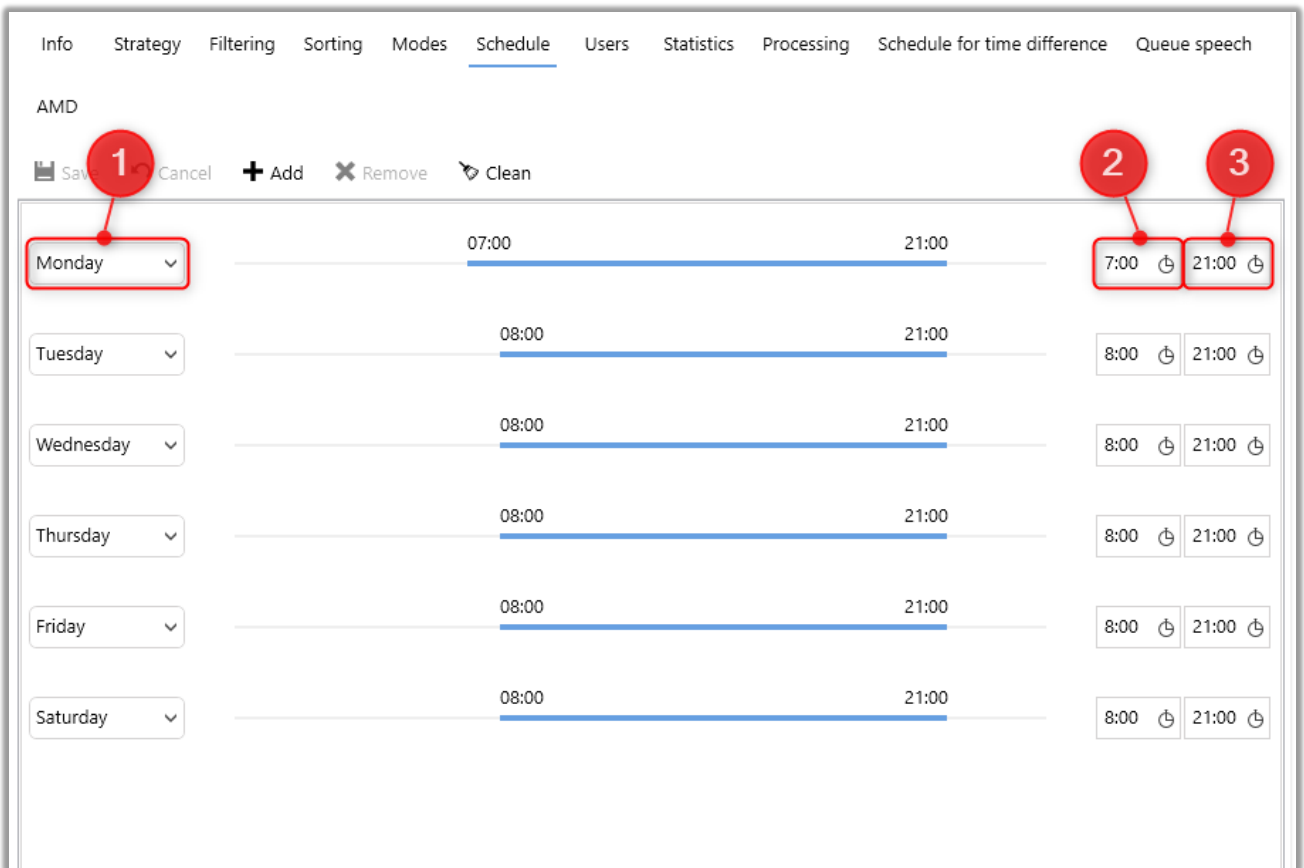 Info Strategy Filtering Sorting Modes Schedule Users Statistics Processing Schedule for time difference Queue speech
AMD
1 2 3
Save Cancel Add Remove Clean
07:00 21:00
Monday 7:00 21:00
08:00 21:00
Tuesday 8:00 21:00
08:00 21:00
Wednesday 8:00 21:00
08:00 21:00
Thursday 8:00 21:00
08:00 21:00
Friday 8:00 21:00
08:00 21:00
Saturday 8:00 21:00